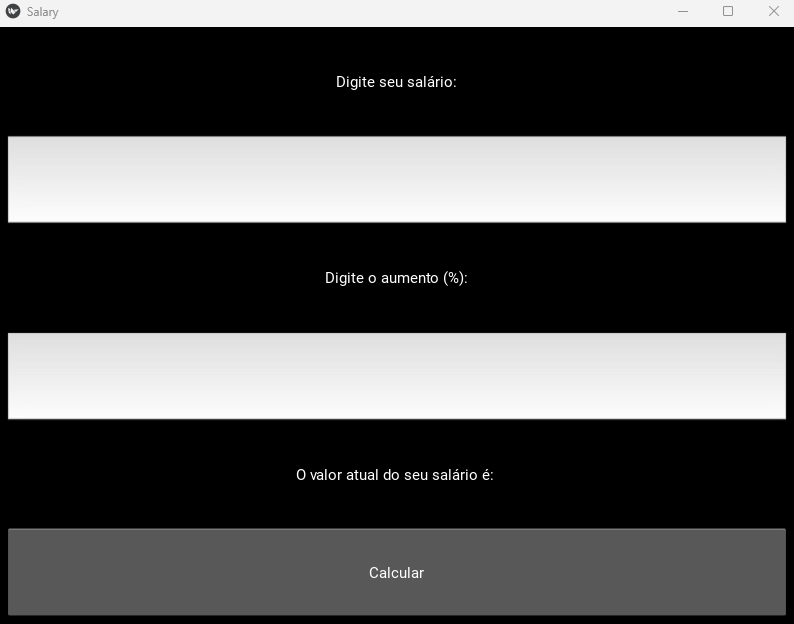 Salary
Digite seu salário:
Digite o aumento (%):
O valor atual do seu salário é:
Calcular